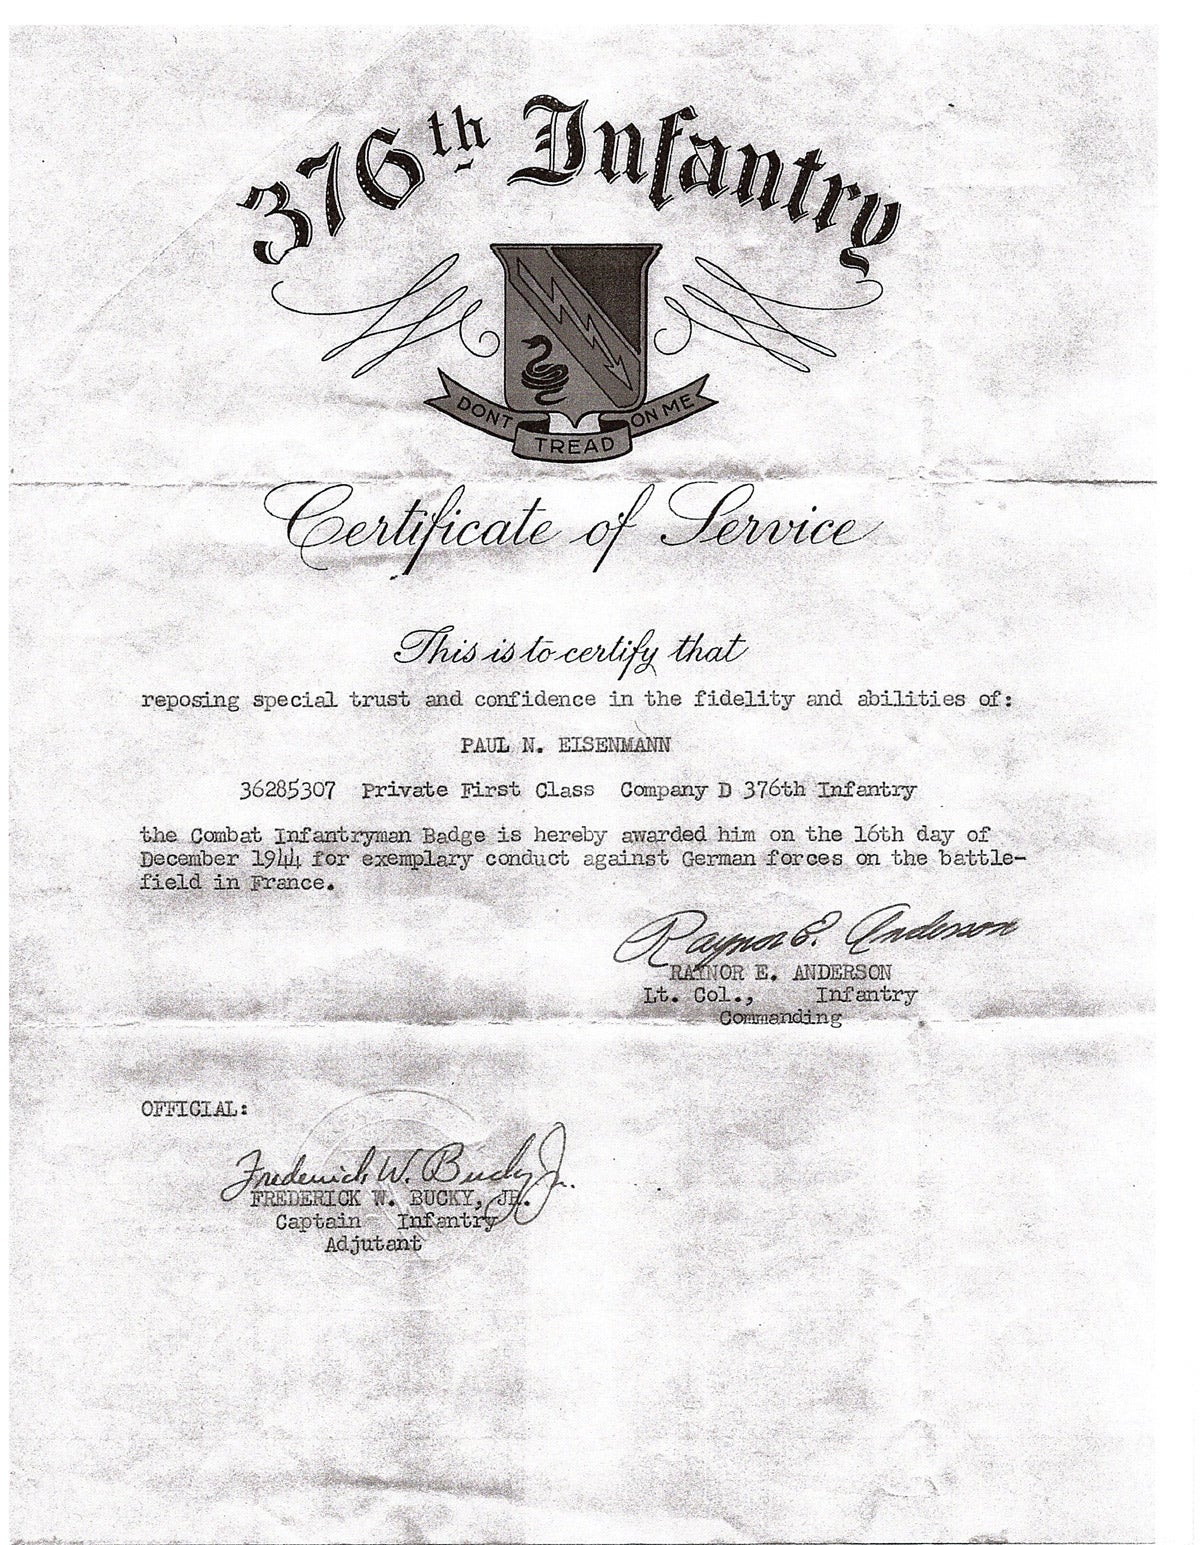 376th Infantry
DONT TREAD ON ME
Certificate of Service
This is to certify that
reposing special trust and confidence in the fidelity and abilities of:
PAUL N. EISENMANN
36285307 Private First Class Company D 376th Infantry
the Combat Infantryman Badge is hereby awarded him on the 16th day of
December 1944 for exemplary conduct against German forces on the battle-
field in France.
Raynor E. Anderson
RAYNOR E. ANDERSON
Lt. Col., Infantry
Commanding
OFFICIAL:
Frederick W. Bucky Jr.
FREDERICK W. BUCKY, JR.
Captain Infantry
Adjutant